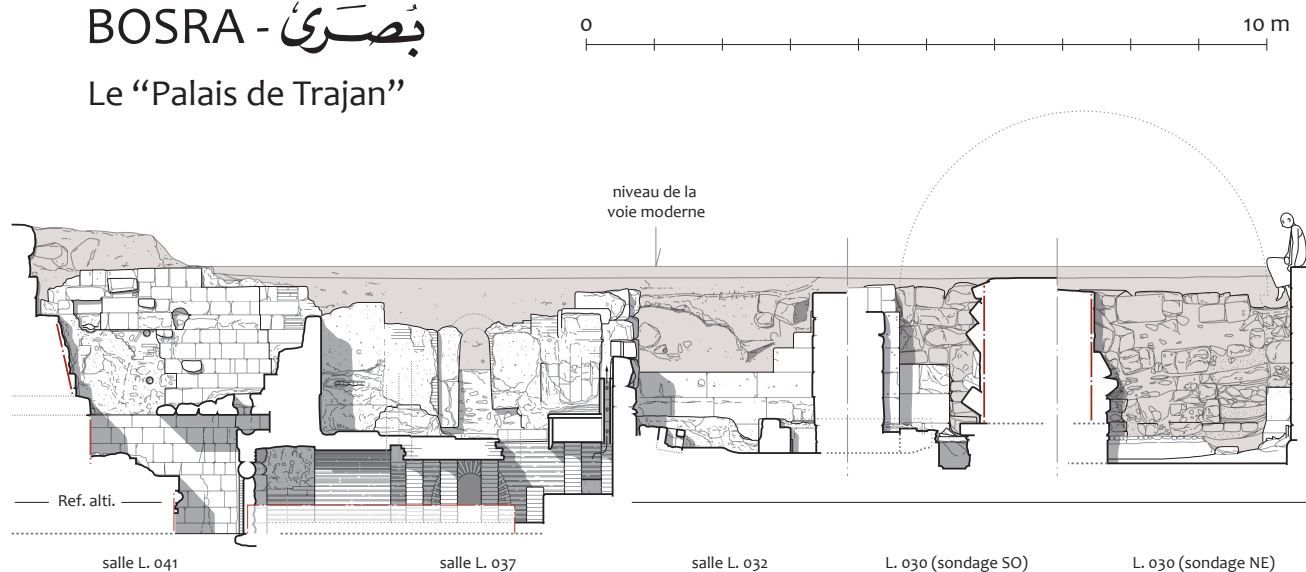 BOSRA - بُصرَى
Le “Palais de Trajan”
0 10 m
niveau de la
voie moderne
Ref. alti.
salle L. 041 salle L. 037 salle L. 032 L. 030 (sondage SO) L. 030 (sondage NE)